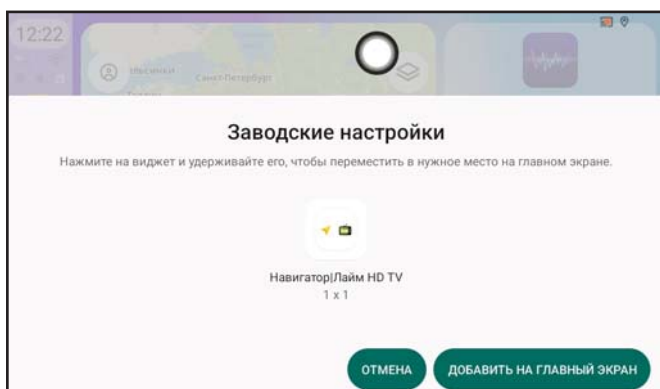 12:22
Санкт-Петербург
Заводские настройки
Нажмите на виджет и удерживайте его, чтобы переместить в нужное место на главном экране.
Навигатор|Лайм HD TV
1 x 1
ОТМЕНА
ДОБАВИТЬ НА ГЛАВНЫЙ ЭКРАН